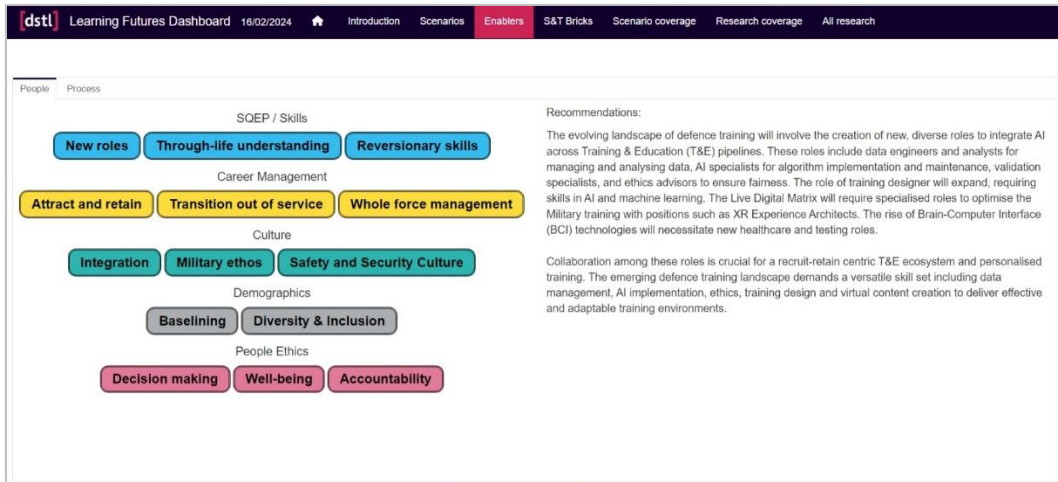 [dstl] Learning Futures Dashboard 16/02/2024 Introduction Scenarios Enablers S&T Bricks Scenario coverage Research coverage All research
People Process
SQEP / Skills
New roles Through-life understanding Reversionary skills
Career Management
Attract and retain Transition out of service Whole force management
Culture
Integration Military ethos Safety and Security Culture
Demographics
Baselining Diversity & Inclusion
People Ethics
Decision making Well-being Accountability
Recommendations:
The evolving landscape of defence training will involve the creation of new, diverse roles to integrate AI
across Training & Education (T&E) pipelines. These roles include data engineers and analysts for
managing and analysing data, AI specialists for algorithm implementation and maintenance, validation
specialists, and ethics advisors to ensure fairness. The role of training designer will expand, requiring
skills in AI and machine learning. The Live Digital Matrix will require specialised roles to optimise the
Military training with positions such as XR Experience Architects. The rise of Brain-Computer Interface
(BCI) technologies will necessitate new healthcare and testing roles.
Collaboration among these roles is crucial for a recruit-retain centric T&E ecosystem and personalised
training. The emerging defence training landscape demands a versatile skill set including data
management, AI implementation, ethics, training design and virtual content creation to deliver effective
and adaptable training environments.